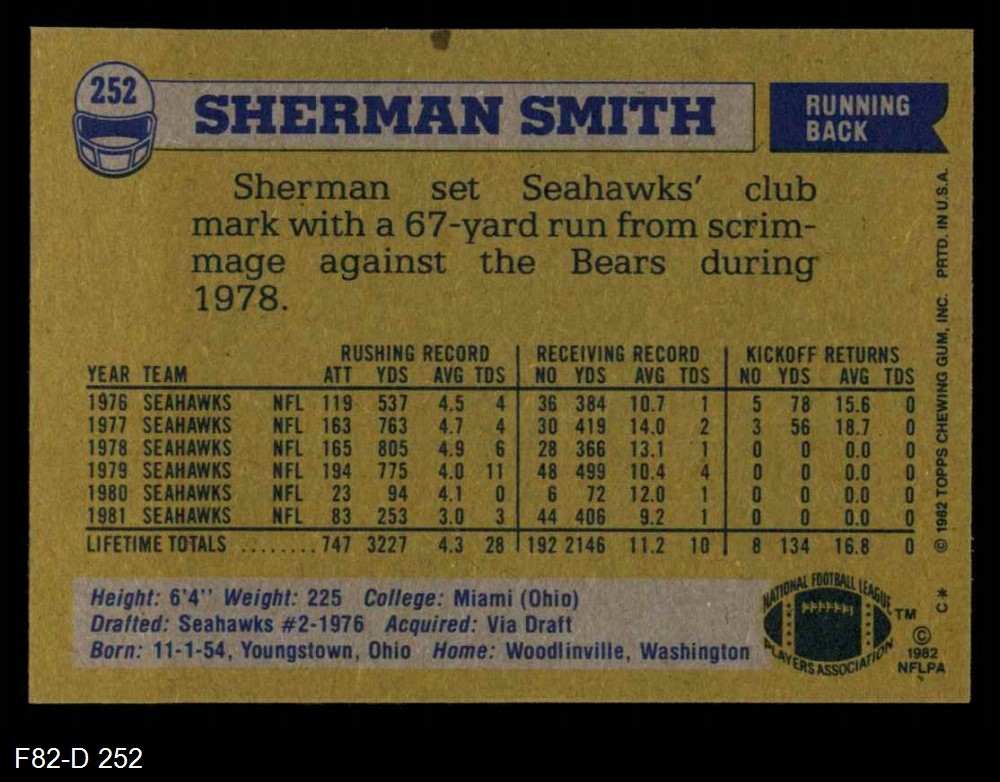 252
SHERMAN SMITH
RUNNING
BACK
Sherman set Seahawks' club
mark with a 67-yard run from scrim-
mage against the Bears during
1978.
RUSHING RECORD RECEIVING RECORD KICKOFF RETURNS
YEAR TEAM ATT YDS AVG TDS NO YDS AVG TDS NO YDS AVG TDS
1976 SEAHAWKS NFL 119 537 4.5 4 36 384 10.7 1 5 78 15.6 0
1977 SEAHAWKS NFL 163 763 4.7 4 30 419 14.0 2 3 56 18.7 0
1978 SEAHAWKS NFL 165 805 4.9 6 28 366 13.1 1 0 0 0.0 0
1979 SEAHAWKS NFL 194 775 4.0 11 48 499 10.4 4 0 0 0.0 0
1980 SEAHAWKS NFL 23 94 4.1 0 6 72 12.0 1 0 0 0.0 0
1981 SEAHAWKS NFL 83 253 3.0 3 44 406 9.2 1 0 0 0.0 0
LIFETIME TOTALS ........ 747 3227 4.3 28 192 2146 11.2 10 8 134 16.8 0
Height: 6'4" Weight: 225 College: Miami (Ohio)
Drafted: Seahawks #2-1976 Acquired: Via Draft
Born: 11-1-54, Youngstown, Ohio Home: Woodlinville, Washington
NATIONAL FOOTBALL LEAGUE
PLAYERS ASSOCIATION
TM
©
1982
NFLPA
© 1982 TOPPS CHEWING GUM, INC. PRTD. IN U.S.A.
C*
F82-D 252